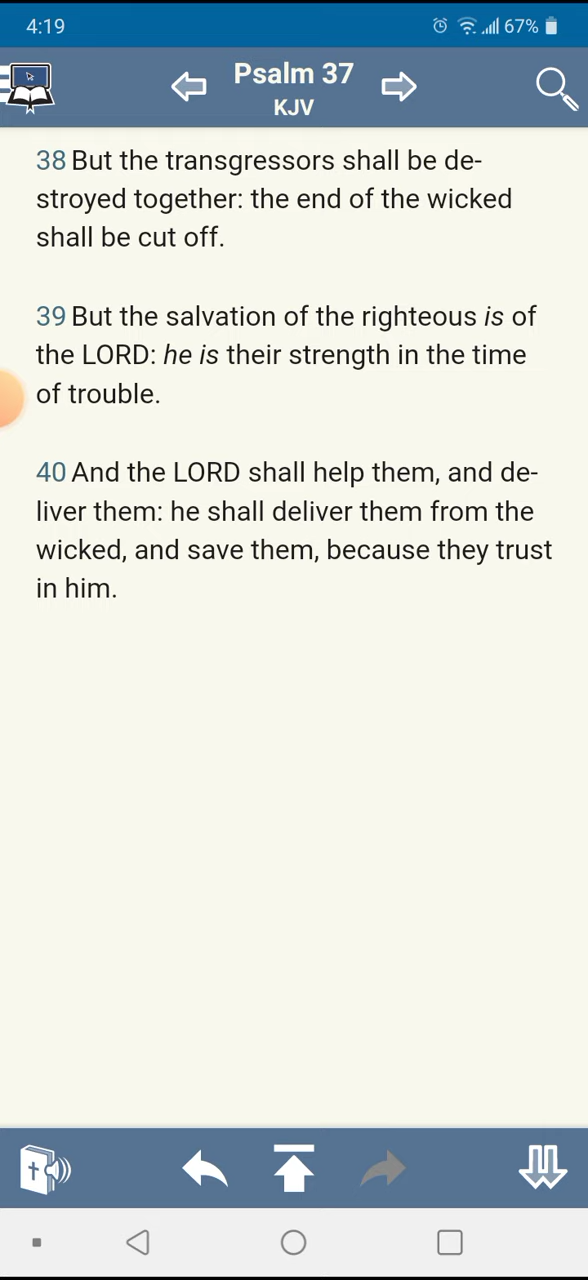 4:19
67%
Psalm 37
KJV
38 But the transgressors shall be de-
stroyed together: the end of the wicked
shall be cut off.
39 But the salvation of the righteous is of
the LORD: he is their strength in the time
of trouble.
40 And the LORD shall help them, and de-
liver them: he shall deliver them from the
wicked, and save them, because they trust
in him.